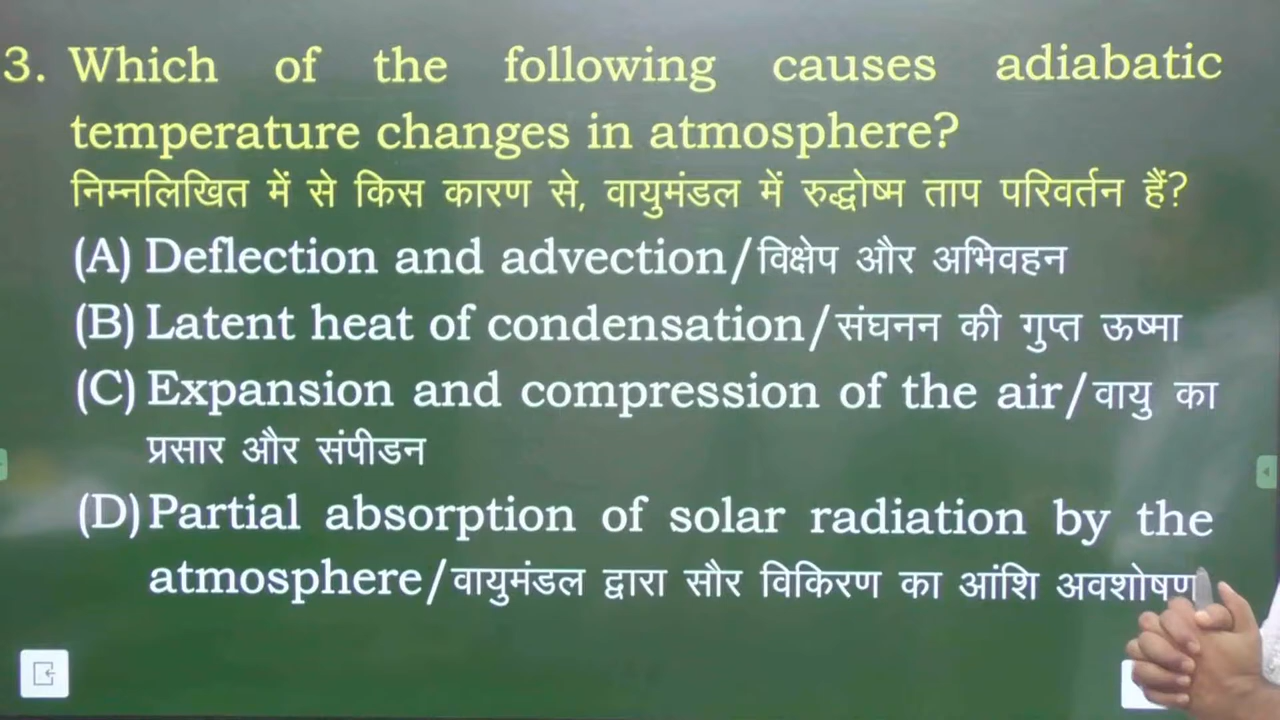 3. Which of the following causes adiabatic
temperature changes in atmosphere?
निम्नलिखित में से किस कारण से, वायुमंडल में रुद्धोष्म ताप परिवर्तन हैं?
(A) Deflection and advection/विक्षेप और अभिवहन
(B) Latent heat of condensation/संघनन की गुप्त ऊष्मा
(C) Expansion and compression of the air/वायु का
प्रसार और संपीडन
(D) Partial absorption of solar radiation by the
atmosphere/वायुमंडल द्वारा सौर विकिरण का आंशि अवशोषण